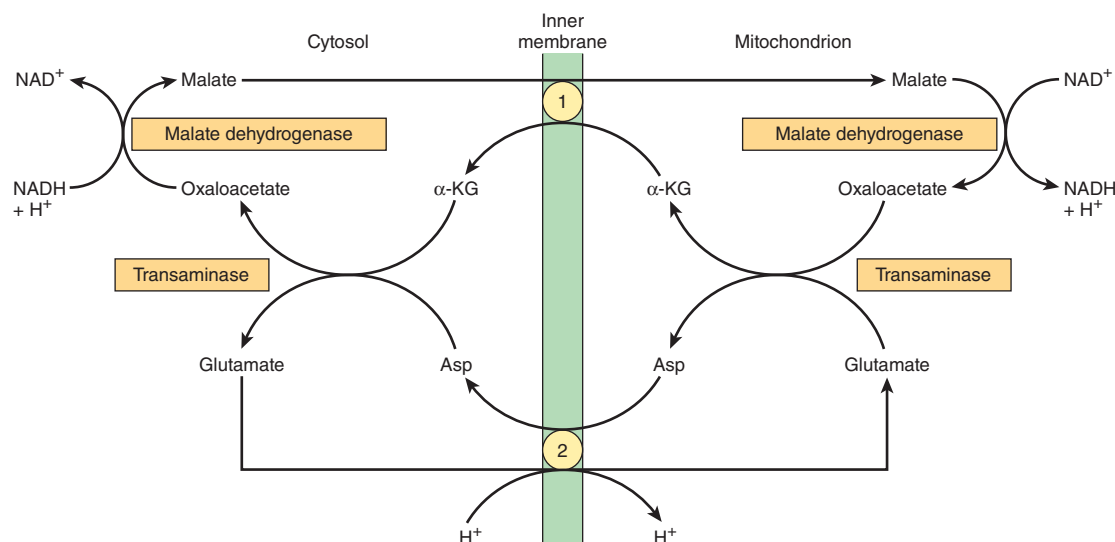 Inner
membrane
Cytosol
Mitochondrion
NAD⁺
Malate
Malate
NAD⁺
1
Malate dehydrogenase
Malate dehydrogenase
NADH
+ H⁺
Oxaloacetate
α-KG
α-KG
Oxaloacetate
NADH
+ H⁺
Transaminase
Transaminase
Glutamate
Asp
Asp
Glutamate
2
H⁺
H⁺